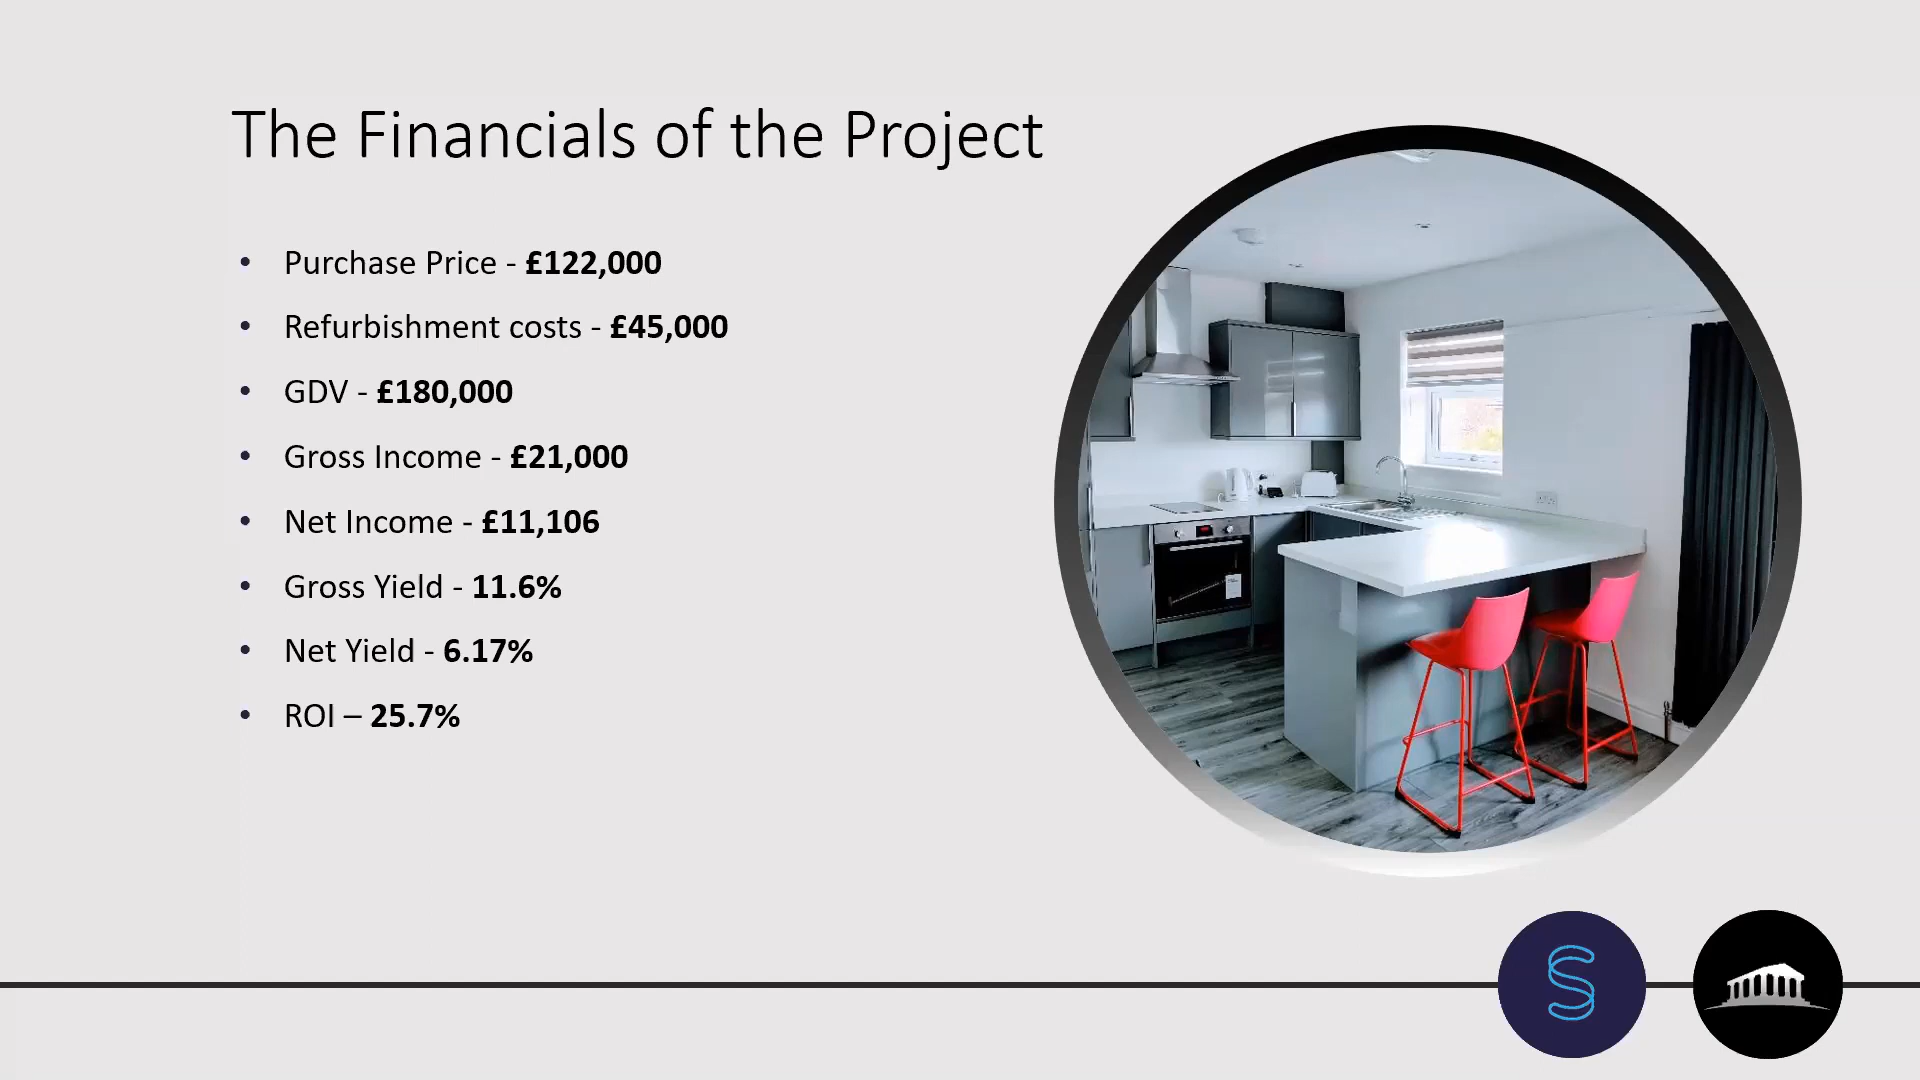 The Financials of the Project
• Purchase Price - £122,000
• Refurbishment costs - £45,000
• GDV - £180,000
• Gross Income - £21,000
• Net Income - £11,106
• Gross Yield - 11.6%
• Net Yield - 6.17%
• ROI – 25.7%